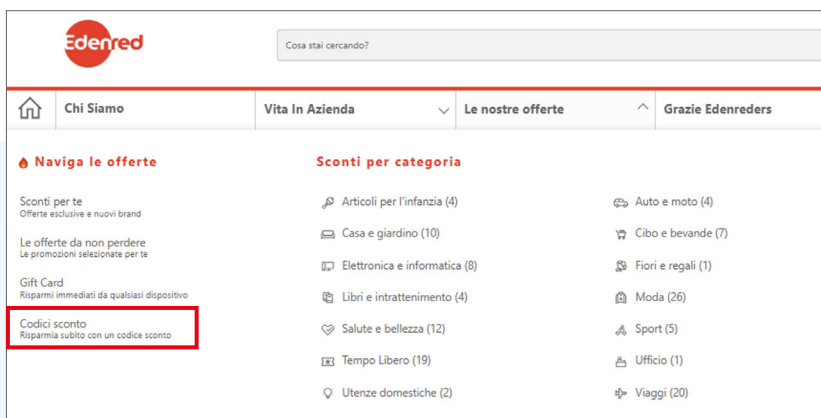 Edenred
Cosa stai cercando?
Chi Siamo
Vita In Azienda
Le nostre offerte
Grazie Edenreders
Naviga le offerte
Sconti per te
Offerte esclusive e nuovi brand
Le offerte da non perdere
Le promozioni selezionate per te
Gift Card
Risparmi immediati da qualsiasi dispositivo
Codici sconto
Risparmia subito con un codice sconto
Sconti per categoria
Articoli per l'infanzia (4)
Casa e giardino (10)
Elettronica e informatica (8)
Libri e intrattenimento (4)
Salute e bellezza (12)
Tempo Libero (19)
Utenze domestiche (2)
Auto e moto (4)
Cibo e bevande (7)
Fiori e regali (1)
Moda (26)
Sport (5)
Ufficio (1)
Viaggi (20)